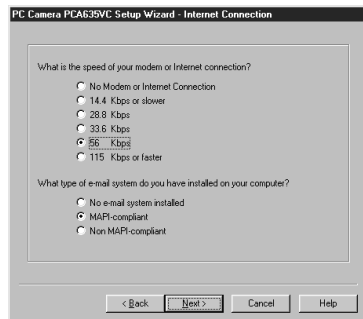 PC Camera PCA635VC Setup Wizard - Internet Connection
What is the speed of your modem or Internet connection?
No Modem or Internet Connection
14.4 Kbps or slower
28.8 Kbps
33.6 Kbps
56 Kbps
115 Kbps or faster
What type of e-mail system do you have installed on your computer?
No e-mail system installed
MAPI-compliant
Non MAPI-compliant
< Back Next > Cancel Help